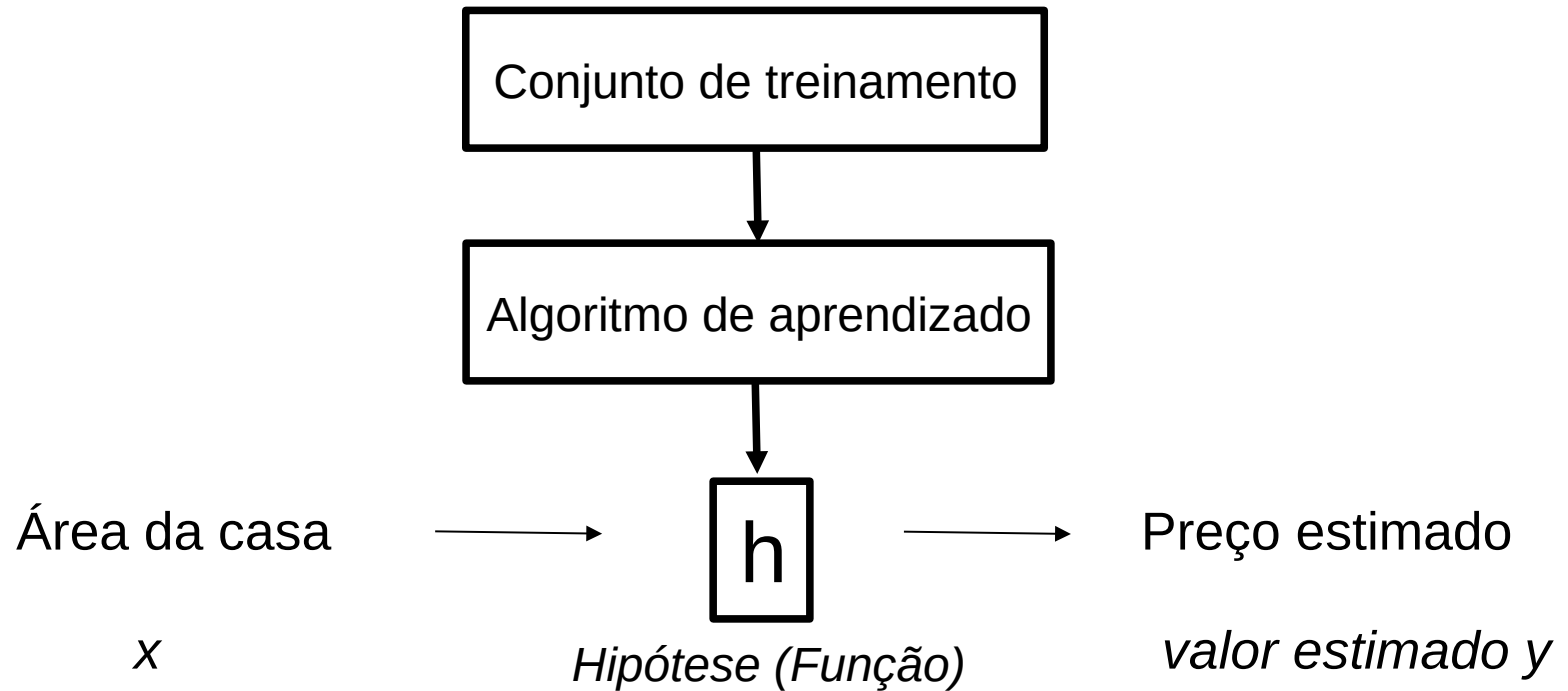 Conjunto de treinamento
Algoritmo de aprendizado
Área da casa
h
Preço estimado
x
Hipótese (Função)
valor estimado y